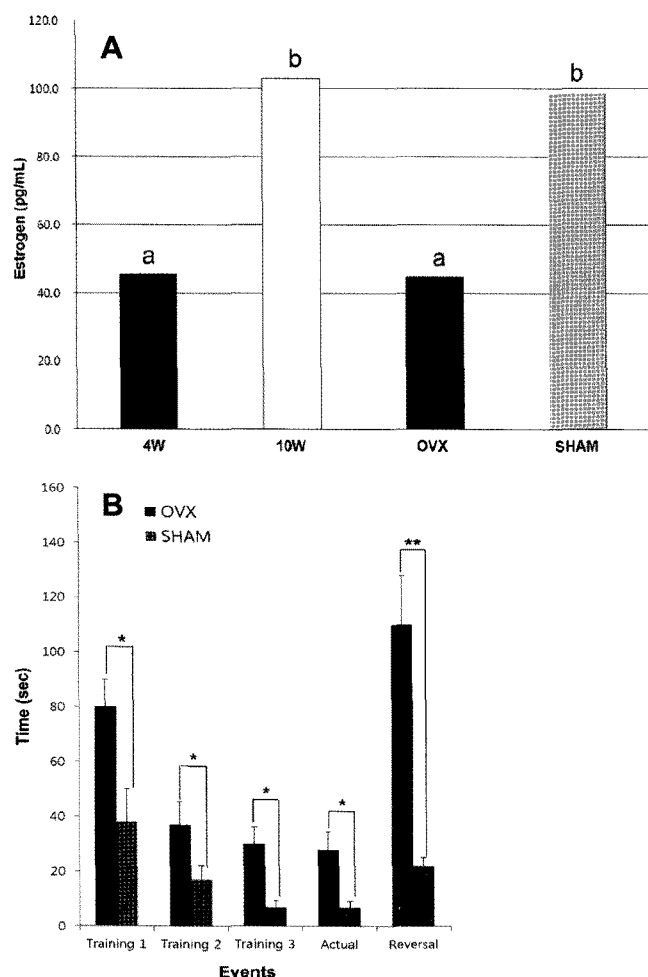 A
120.0
100.0
80.0
60.0
40.0
20.0
0.0
Estrogen (pg/mL)
a
b
a
b
4W
10W
OVX
SHAM
B
OVX
SHAM
160
140
120
100
80
60
40
20
0
Time (sec)
*
*
*
*
**
Training 1
Training 2
Training 3
Actual
Reversal
Events